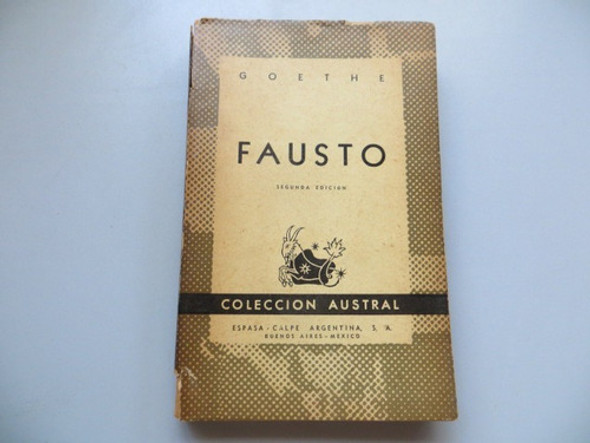 GOETHE
FAUSTO
SEGUNDA EDICION
COLECCION AUSTRAL
ESPASA-CALPE ARGENTINA, S. A.
BUENOS AIRES-MEXICO